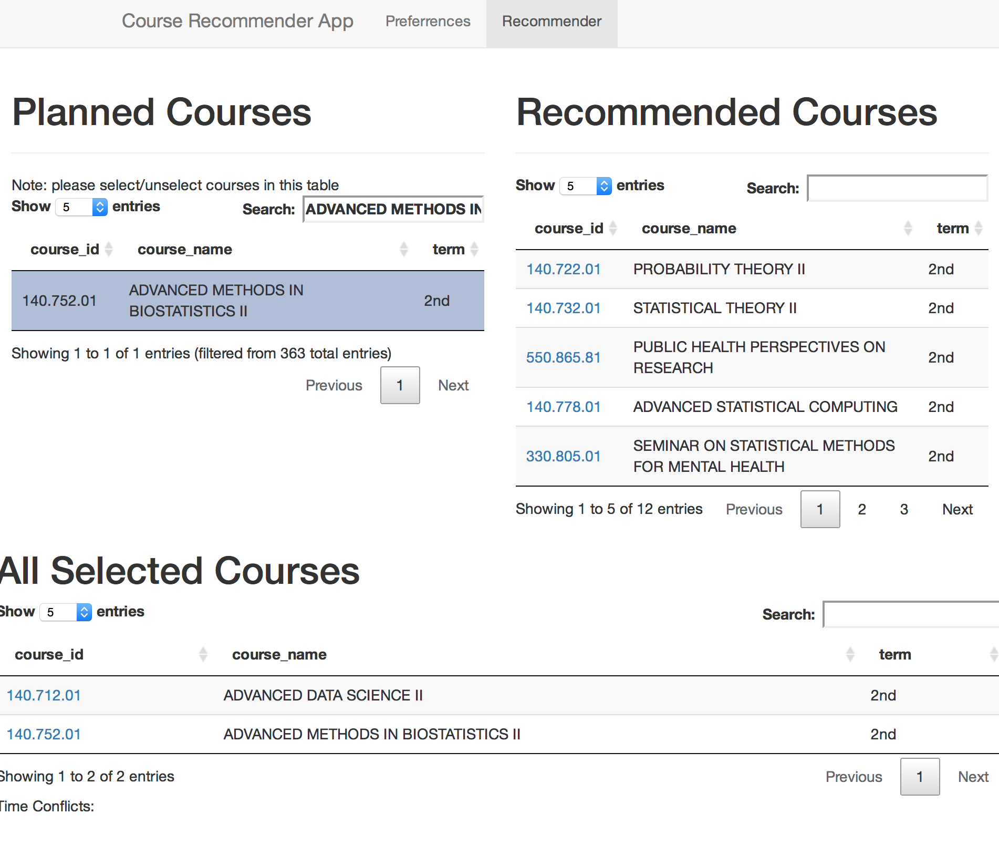 Course Recommender App Preferrences Recommender
Planned Courses
Note: please select/unselect courses in this table
Show 5 entries Search: ADVANCED METHODS IN
course_id course_name term
140.752.01 ADVANCED METHODS IN
BIOSTATISTICS II 2nd
Showing 1 to 1 of 1 entries (filtered from 363 total entries)
Previous 1 Next
Recommended Courses
Show 5 entries Search:
course_id course_name term
140.722.01 PROBABILITY THEORY II 2nd
140.732.01 STATISTICAL THEORY II 2nd
550.865.81 PUBLIC HEALTH PERSPECTIVES ON
RESEARCH 2nd
140.778.01 ADVANCED STATISTICAL COMPUTING 2nd
330.805.01 SEMINAR ON STATISTICAL METHODS
FOR MENTAL HEALTH 2nd
Showing 1 to 5 of 12 entries Previous 1 2 3 Next
All Selected Courses
Show 5 entries Search:
course_id course_name term
140.712.01 ADVANCED DATA SCIENCE II 2nd
140.752.01 ADVANCED METHODS IN BIOSTATISTICS II 2nd
Showing 1 to 2 of 2 entries Previous 1 Next
Time Conflicts: